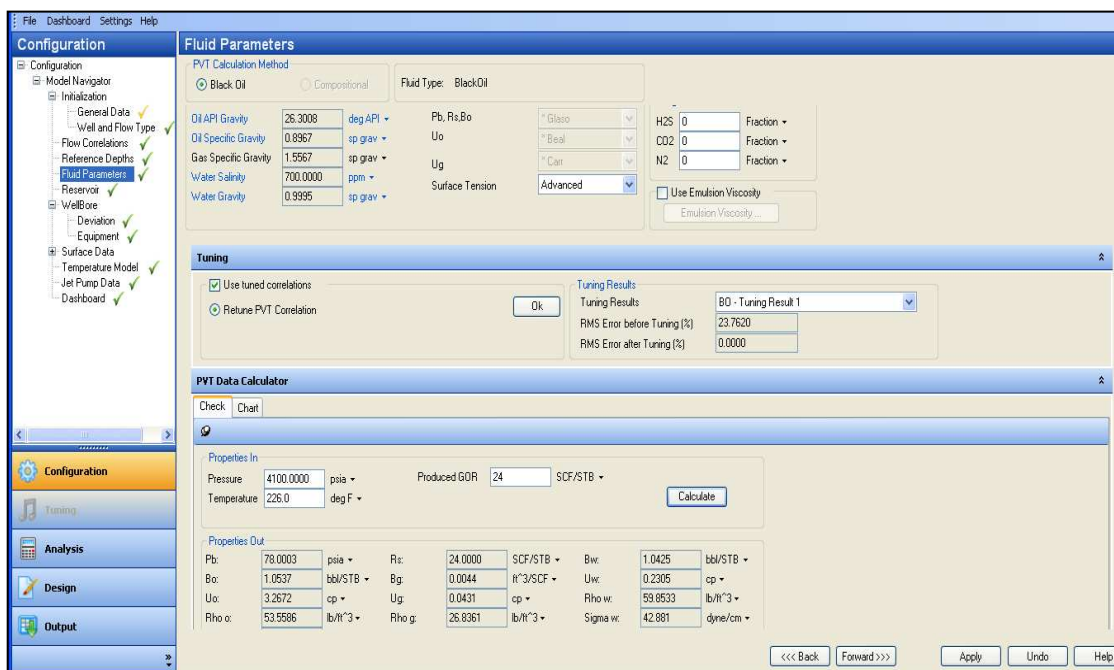 File Dashboard Settings Help
Configuration
Configuration
Model Navigator
Initialization
General Data
Well and Flow Type
Flow Correlations
Reference Depths
Fluid Parameters
Reservoir
WellBore
Deviation
Equipment
Surface Data
Temperature Model
Jet Pump Data
Dashboard
Configuration
Tuning
Analysis
Design
Output
Fluid Parameters
PVT Calculation Method
Black Oil Compositional
Fluid Type: BlackOil
Oil API Gravity 26.3008 deg API
Oil Specific Gravity 0.8967 sp grav
Gas Specific Gravity 1.5567 sp grav
Water Salinity 700.0000 ppm
Water Gravity 0.9995 sp grav
Pb, Rs,Bo * Glaso
Uo * Beal
Ug * Carr
Surface Tension Advanced
H2S 0 Fraction
CO2 0 Fraction
N2 0 Fraction
Use Emulsion Viscosity
Emulsion Viscosity ...
Tuning
Use tuned correlations
Retune PVT Correlation
Ok
Tuning Results
Tuning Results BO - Tuning Result 1
RMS Error before Tuning (%) 23.7620
RMS Error after Tuning (%) 0.0000
PVT Data Calculator
Check Chart
Properties In
Pressure 4100.0000 psia Produced GOR 24 SCF/STB
Temperature 226.0 deg F Calculate
Properties Out
Pb: 78.0003 psia Rs: 24.0000 SCF/STB Bw: 1.0425 bbl/STB
Bo: 1.0537 bbl/STB Bg: 0.0044 ft^3/SCF Uw: 0.2305 cp
Uo: 3.2672 cp Ug: 0.0431 cp Rho w: 59.8533 lb/ft^3
Rho o: 53.5586 lb/ft^3 Rho g: 26.8361 lb/ft^3 Sigma w: 42.881 dyne/cm
<<< Back Forward >>> Apply Undo Help